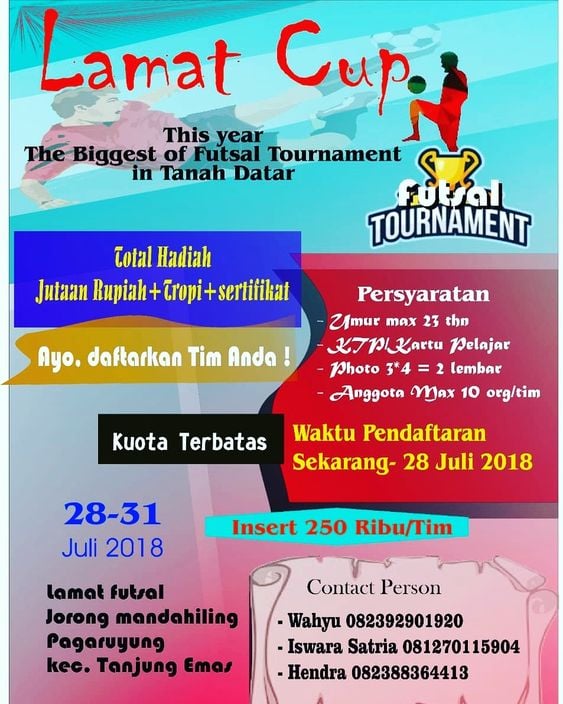 Lamat Cup
This year
The Biggest of Futsal Tournament
in Tanah Datar
futsal
TOURNAMENT
Total Hadiah
Jutaan Rupiah+Tropi+sertifikat
Ayo, daftarkan Tim Anda !
Persyaratan
- Umur max 23 thn
- KTP/Kartu Pelajar
- Photo 3*4 = 2 lembar
- Anggota Max 10 org/tim
Kuota Terbatas
Waktu Pendaftaran
Sekarang- 28 Juli 2018
28-31
Juli 2018
Insert 250 Ribu/Tim
Lamat futsal
Jorong mandahiling
Pagaruyung
kec. Tanjung Emas
Contact Person
- Wahyu 082392901920
- Iswara Satria 081270115904
- Hendra 082388364413